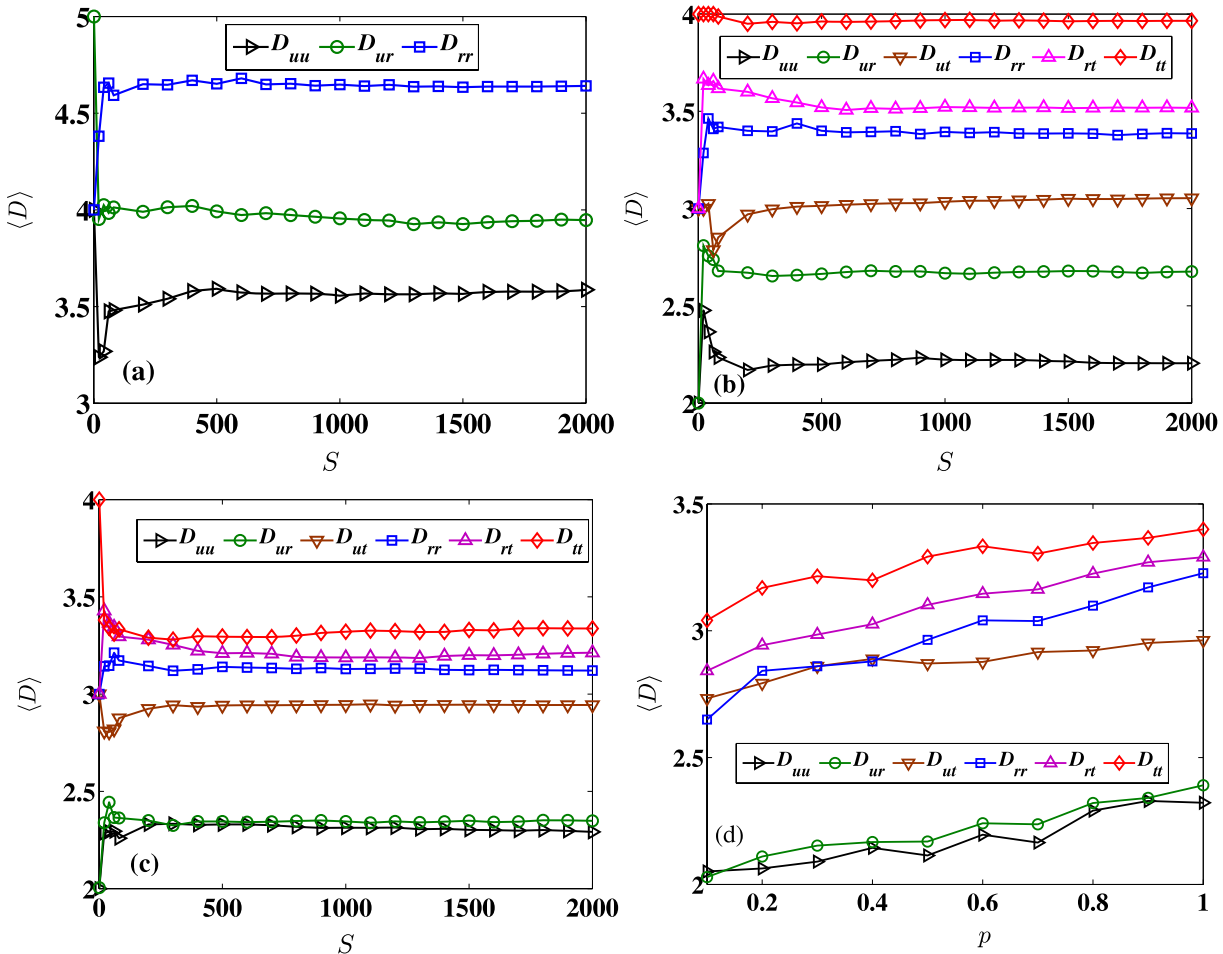 5
4.5
4
3.5
3
⟨D⟩
D_uu D_ur D_rr
(a)
0 500 1000 1500 2000
S
4
3.5
3
2.5
2
⟨D⟩
D_uu D_ur D_ut D_rr D_rt D_tt
(b)
0 500 1000 1500 2000
S
4
3.5
3
2.5
2
⟨D⟩
D_uu D_ur D_ut D_rr D_rt D_tt
(c)
0 500 1000 1500 2000
S
3.5
3
2.5
2
⟨D⟩
D_uu D_ur D_ut D_rr D_rt D_tt
(d)
0.2 0.4 0.6 0.8 1
p